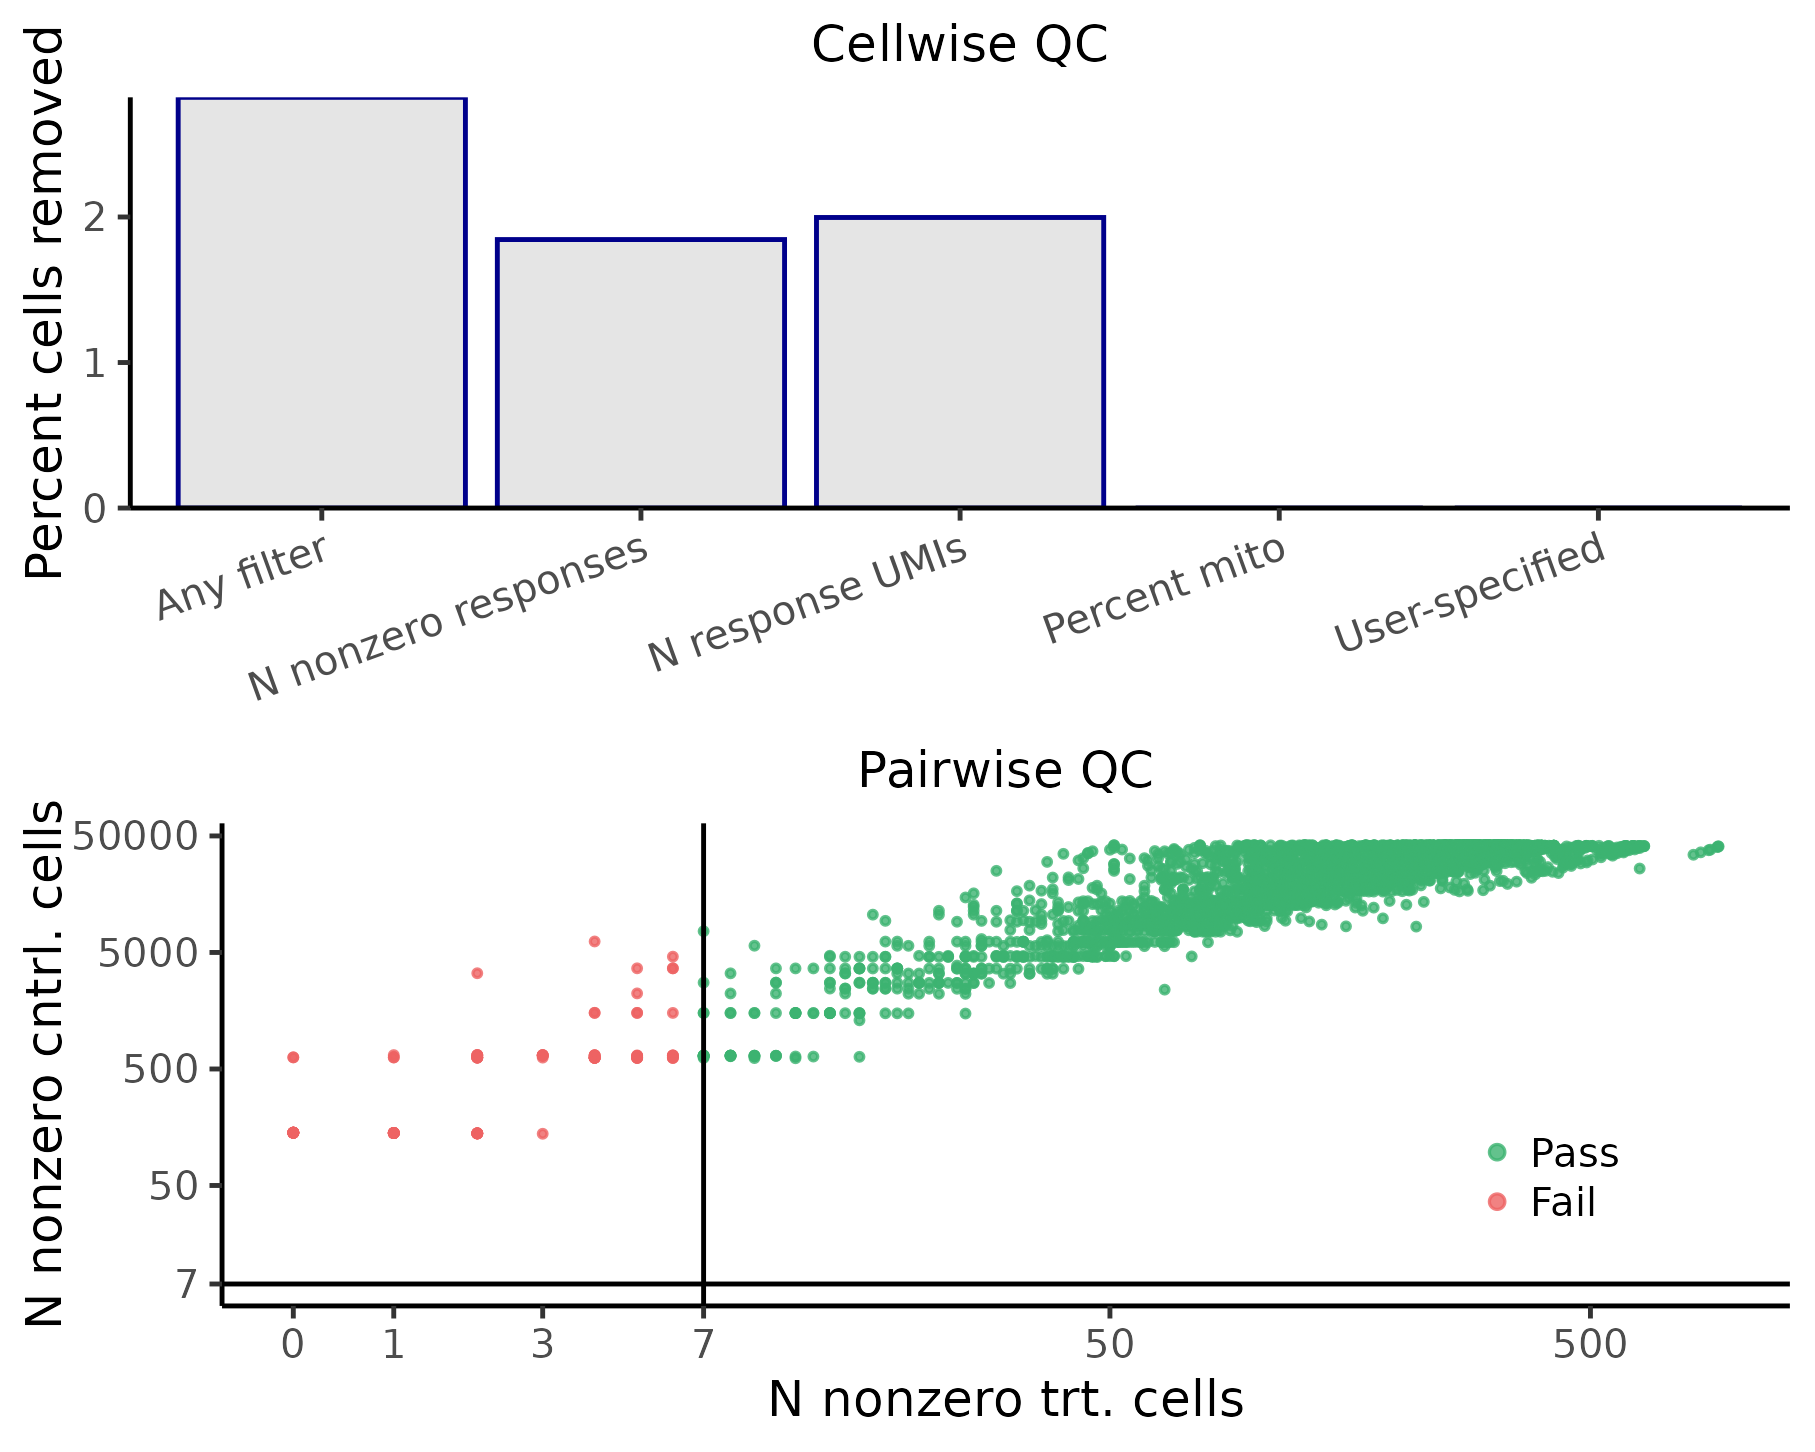 Cellwise QC
Percent cells removed
2
1
0
Any filter
N nonzero responses
N response UMIs
Percent mito
User-specified
Pairwise QC
N nonzero cntrl. cells
50000
5000
500
50
7
Pass
Fail
0 1 3 7 50 500
N nonzero trt. cells